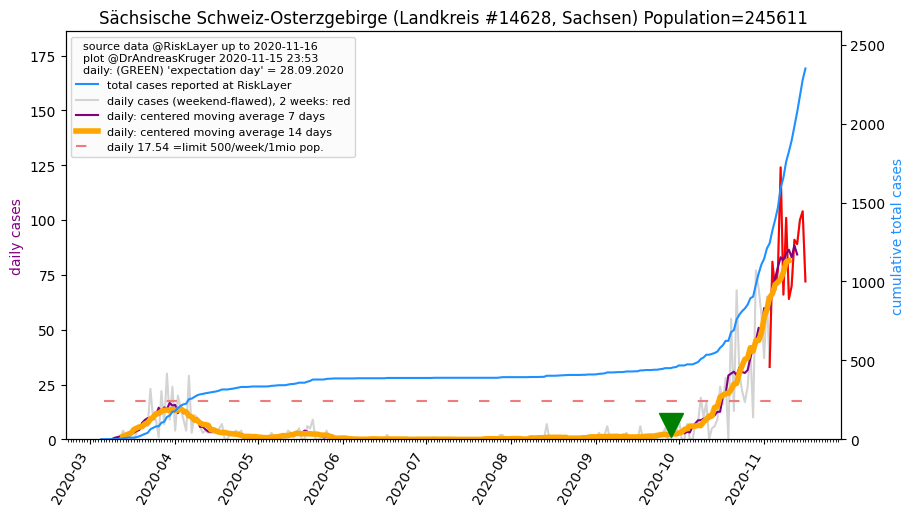 Sächsische Schweiz-Osterzgebirge (Landkreis #14628, Sachsen) Population=245611
source data @RiskLayer up to 2020-11-16
plot @DrAndreasKruger 2020-11-15 23:53
daily: (GREEN) 'expectation day' = 28.09.2020
total cases reported at RiskLayer
daily cases (weekend-flawed), 2 weeks: red
daily: centered moving average 7 days
daily: centered moving average 14 days
daily 17.54 =limit 500/week/1mio pop.
daily cases
175
150
125
100
75
50
25
0
2500
2000
1500
1000
500
0
cumulative total cases
2020-03
2020-04
2020-05
2020-06
2020-07
2020-08
2020-09
2020-10
2020-11